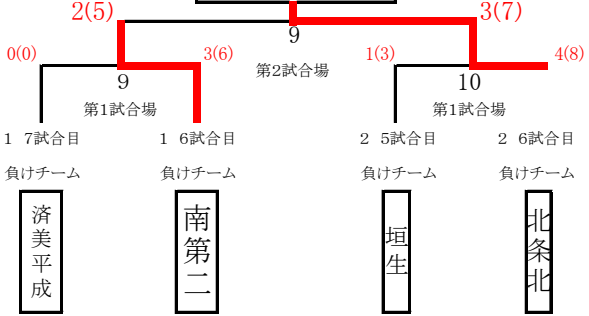 2(5) 3(7)
9
0(0) 3(6) 第2試合場 1(3) 4(8)
9 10
第1試合場 第1試合場
1 7試合目 1 6試合目 2 5試合目 2 6試合目
負けチーム 負けチーム 負けチーム 負けチーム
済美平成 南第二 垣生 北条北